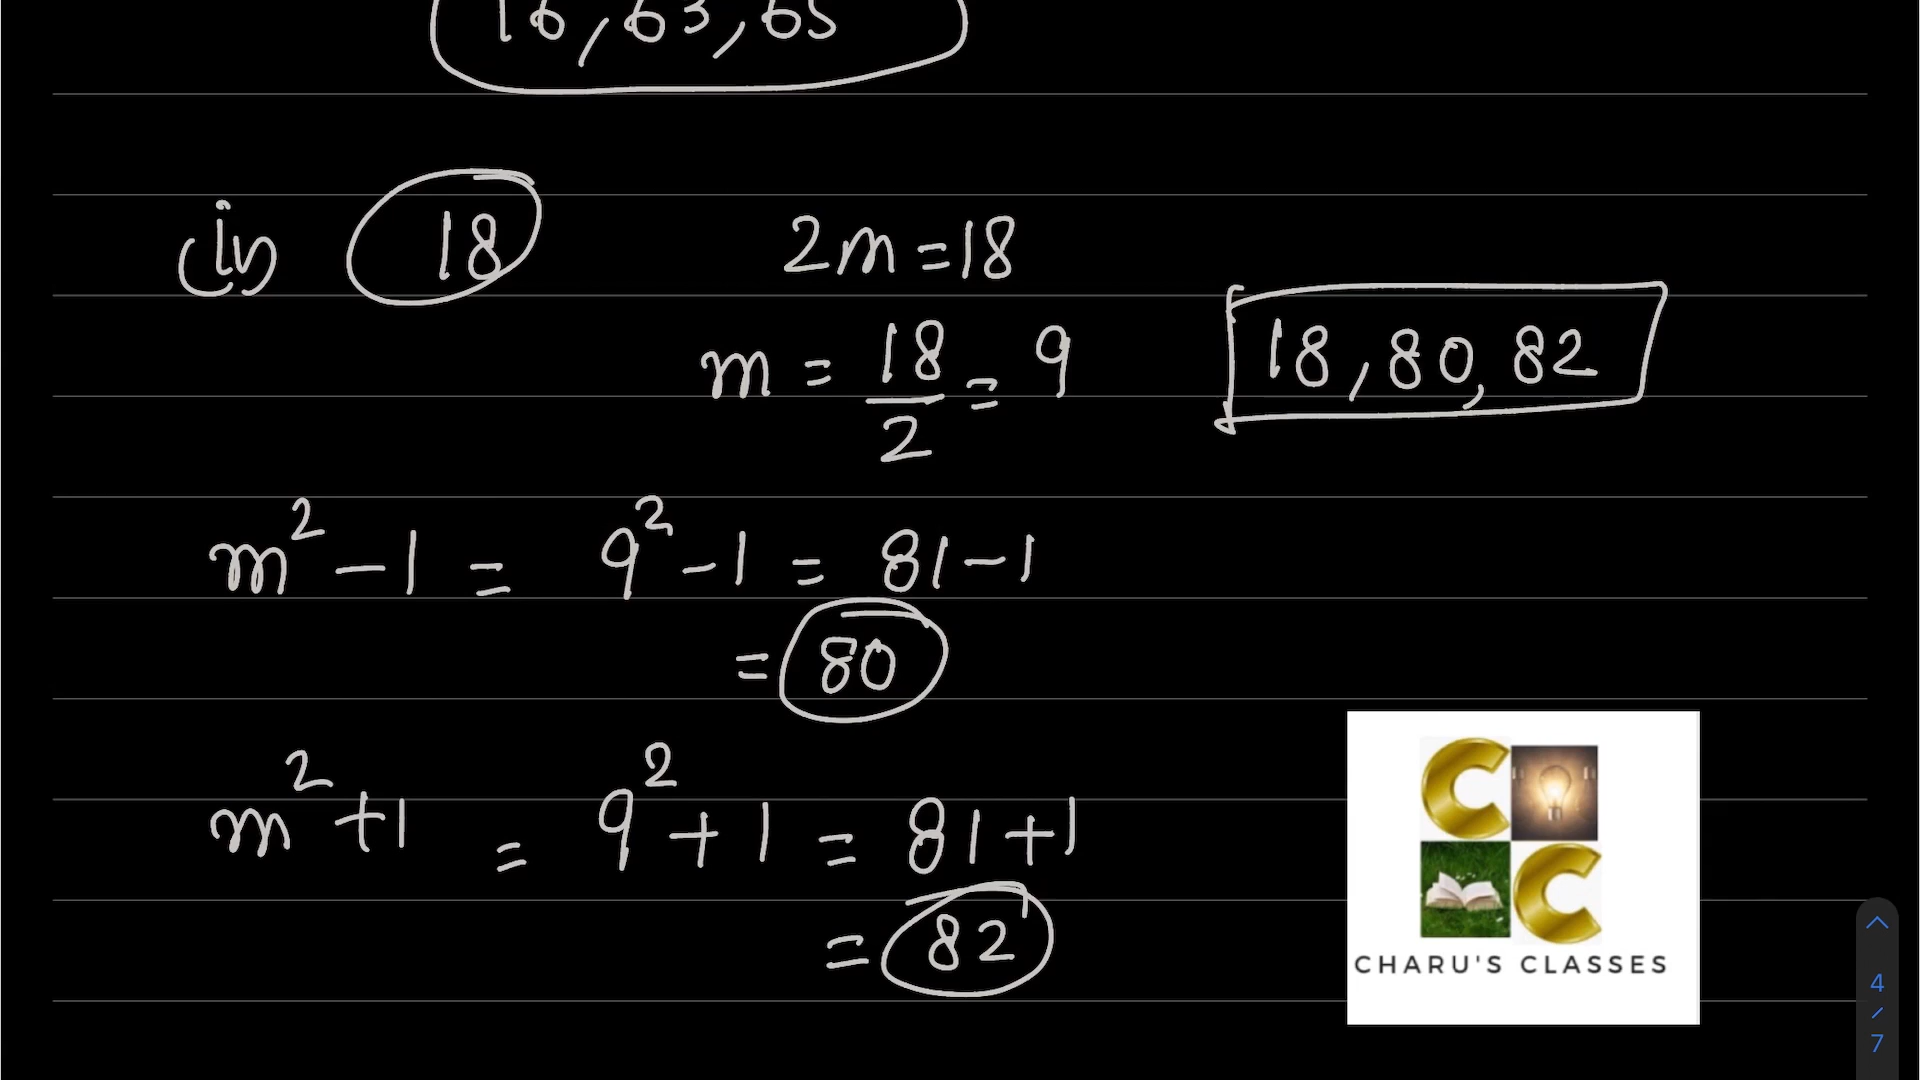 16, 63, 65
(iv) 18 2m = 18
m = 18/2 = 9 18, 80, 82
m² - 1 = 9² - 1 = 81 - 1
= 80
m² + 1 = 9² + 1 = 81 + 1
= 82
CHARU'S CLASSES
4
/
7